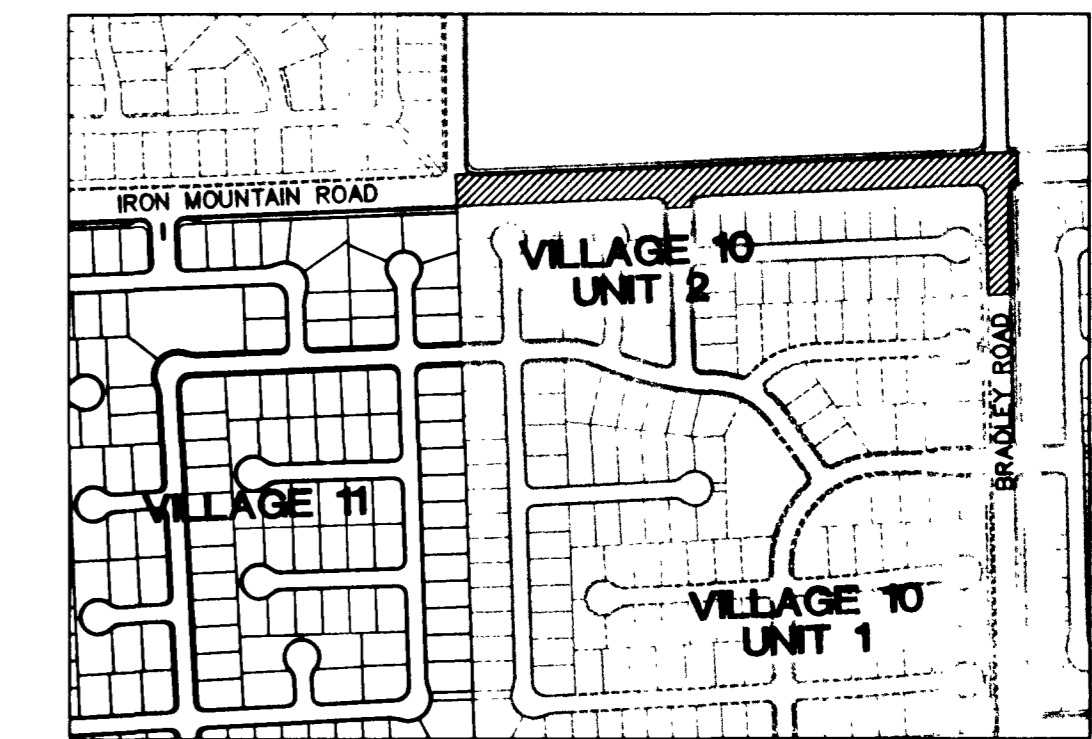 IRON MOUNTAIN ROAD
VILLAGE 10
UNIT 2
BRADLEY ROAD
VILLAGE 11
VILLAGE 10
UNIT 1